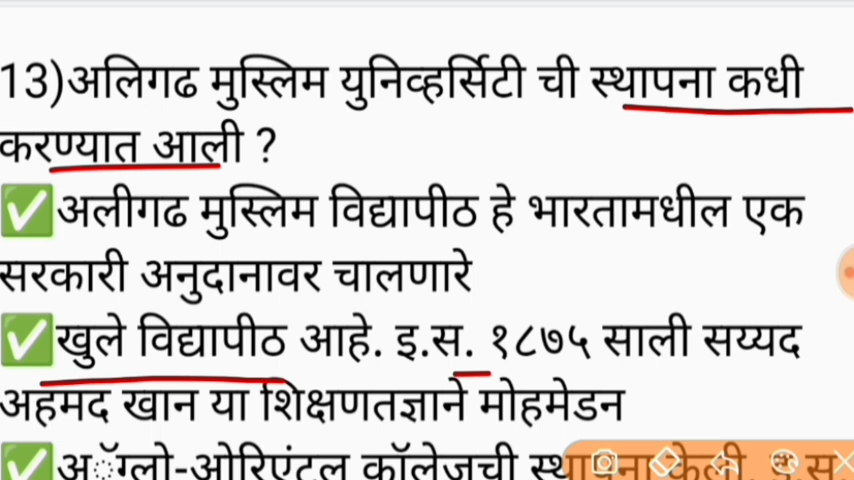 13)अलिगढ मुस्लिम युनिव्हर्सिटी ची स्थापना कधी
करण्यात आली ?
✅अलीगढ मुस्लिम विद्यापीठ हे भारतामधील एक
सरकारी अनुदानावर चालणारे
✅खुले विद्यापीठ आहे. इ.स. १८७५ साली सय्यद
अहमद खान या शिक्षणतज्ञाने मोहमेडन
✅अॅंग्लो-ओरिएंटल कॉलेजची स्थापना केली. इ.स.